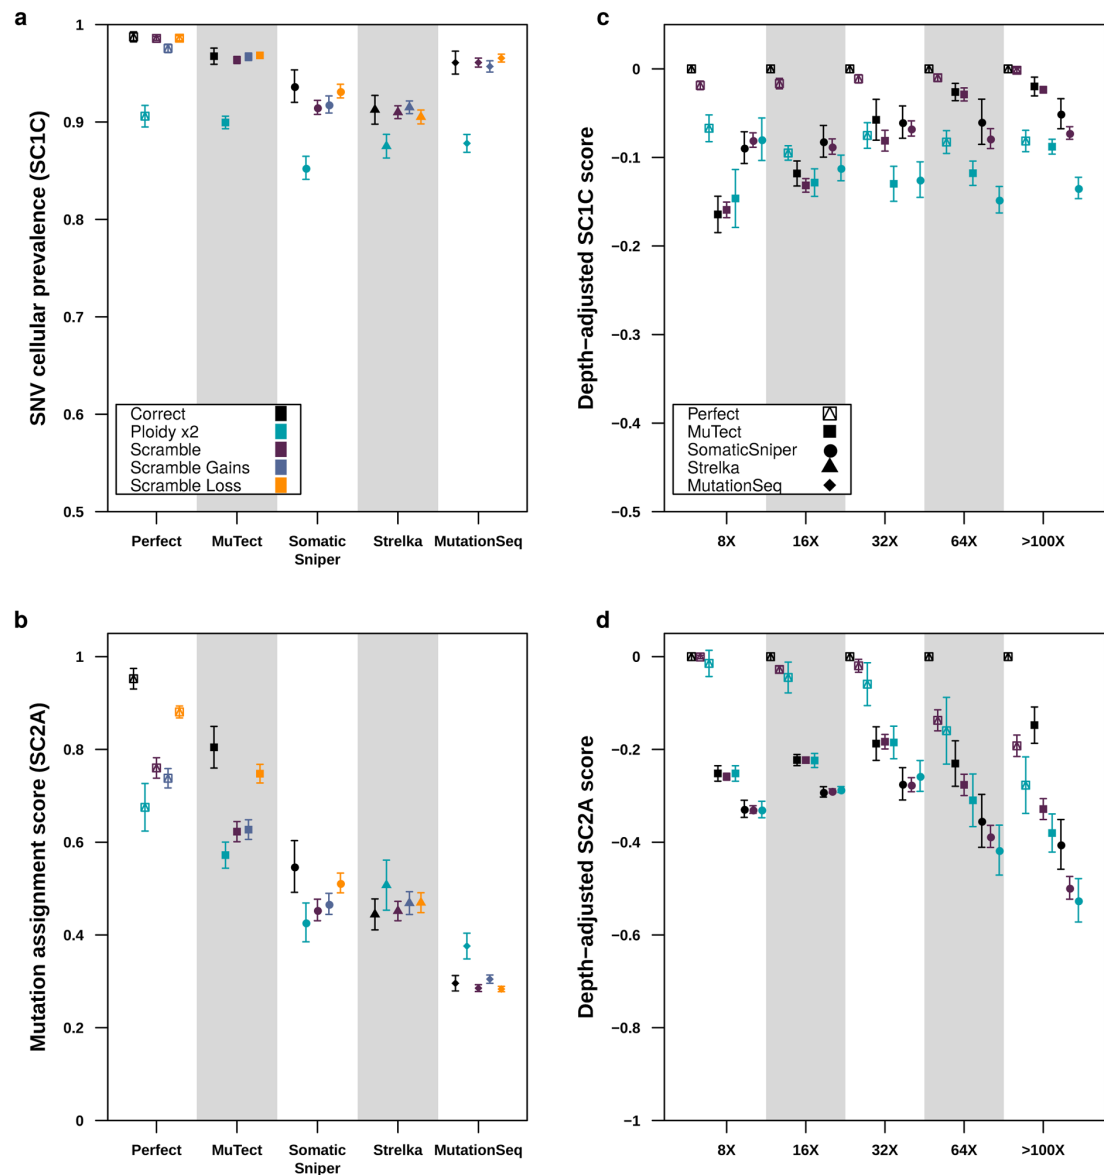 a
SNV cellular prevalence (SC1C)
1
0.9
0.8
0.9
0.7
0.6
0.5
Correct
Ploidy x2
Scramble
Scramble Gains
Scramble Loss
Perfect
MuTect
Somatic
Sniper
Strelka
MutationSeq
c
Depth−adjusted SC1C score
0
−0.1
−0.2
−0.3
−0.4
−0.5
Perfect
MuTect
SomaticSniper
Strelka
MutationSeq
8X
16X
32X
64X
>100X
b
Mutation assignment score (SC2A)
1
0.8
0.6
0.4
0.2
0
Perfect
MuTect
Somatic
Sniper
Strelka
MutationSeq
d
Depth−adjusted SC2A score
0
−0.2
−0.4
−0.6
−0.8
−1
8X
16X
32X
64X
>100X